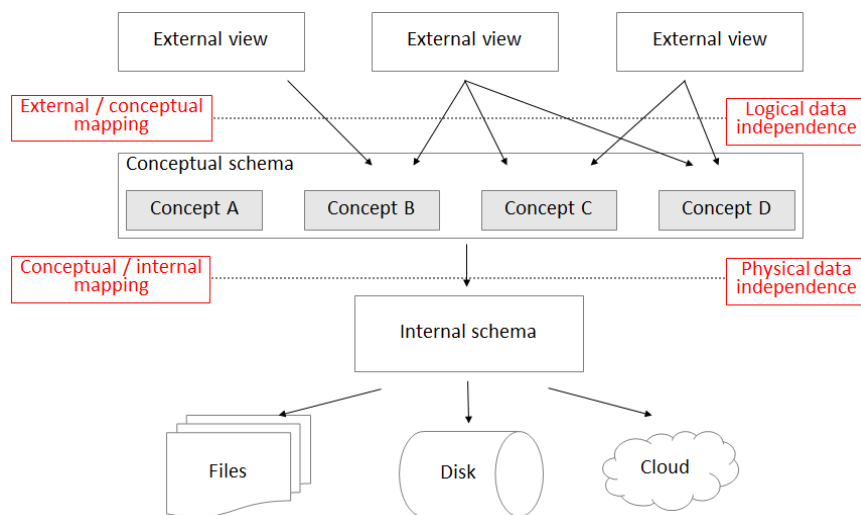 External view
External view
External view
External / conceptual
mapping
Logical data
independence
Conceptual schema
Concept A
Concept B
Concept C
Concept D
Conceptual / internal
mapping
Physical data
independence
Internal schema
Files
Disk
Cloud